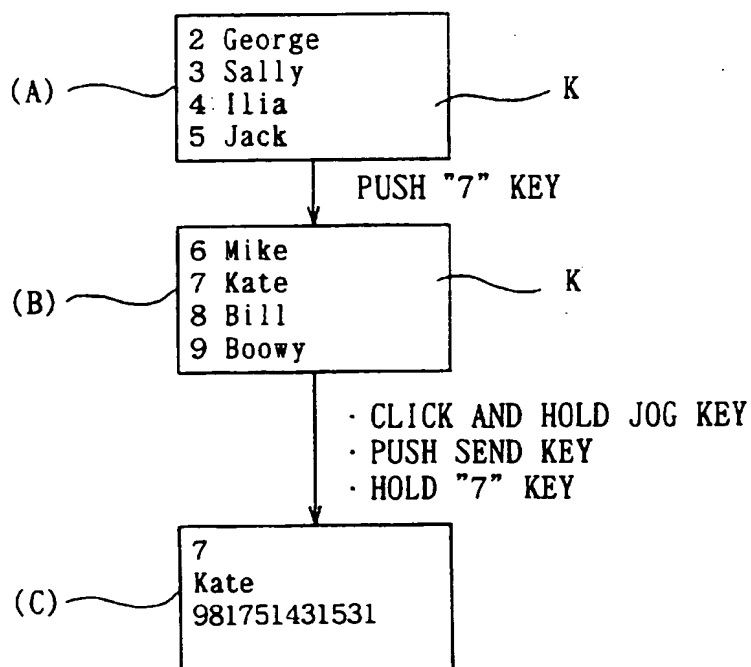 2 George
3 Sally
(A)
K
4 Ilia
5 Jack
PUSH "7" KEY
6 Mike
7 Kate
K
(B)
8 Bill
9 Boowy
· CLICK AND HOLD JOG KEY
· PUSH SEND KEY
· HOLD "7" KEY
7
Kate
(C)
981751431531